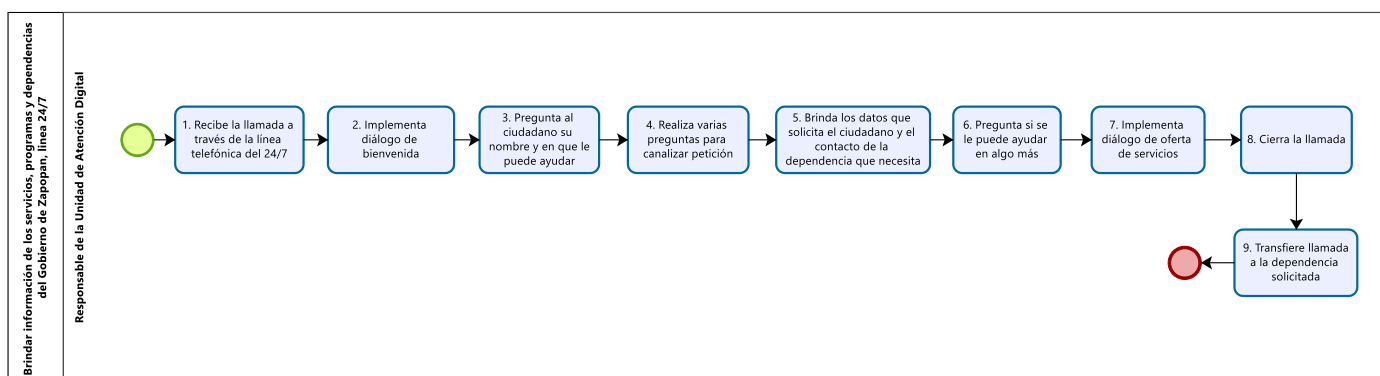 Brindar información de los servicios, programas y dependencias
del Gobierno de Zapopan, linea 24/7
Responsable de la Unidad de Atención Digital
1. Recibe la llamada a
través de la línea
telefónica del 24/7
2. Implementa
diálogo de
bienvenida
3. Pregunta al
ciudadano su
nombre y en que le
puede ayudar
4. Realiza varias
preguntas para
canalizar petición
5. Brinda los datos que
solicita el ciudadano y el
contacto de la
dependencia que necesita
6. Pregunta si se
le puede ayudar
en algo más
7. Implementa
diálogo de oferta
de servicios
8. Cierra la llamada
9. Transfiere llamada
a la dependencia
solicitada